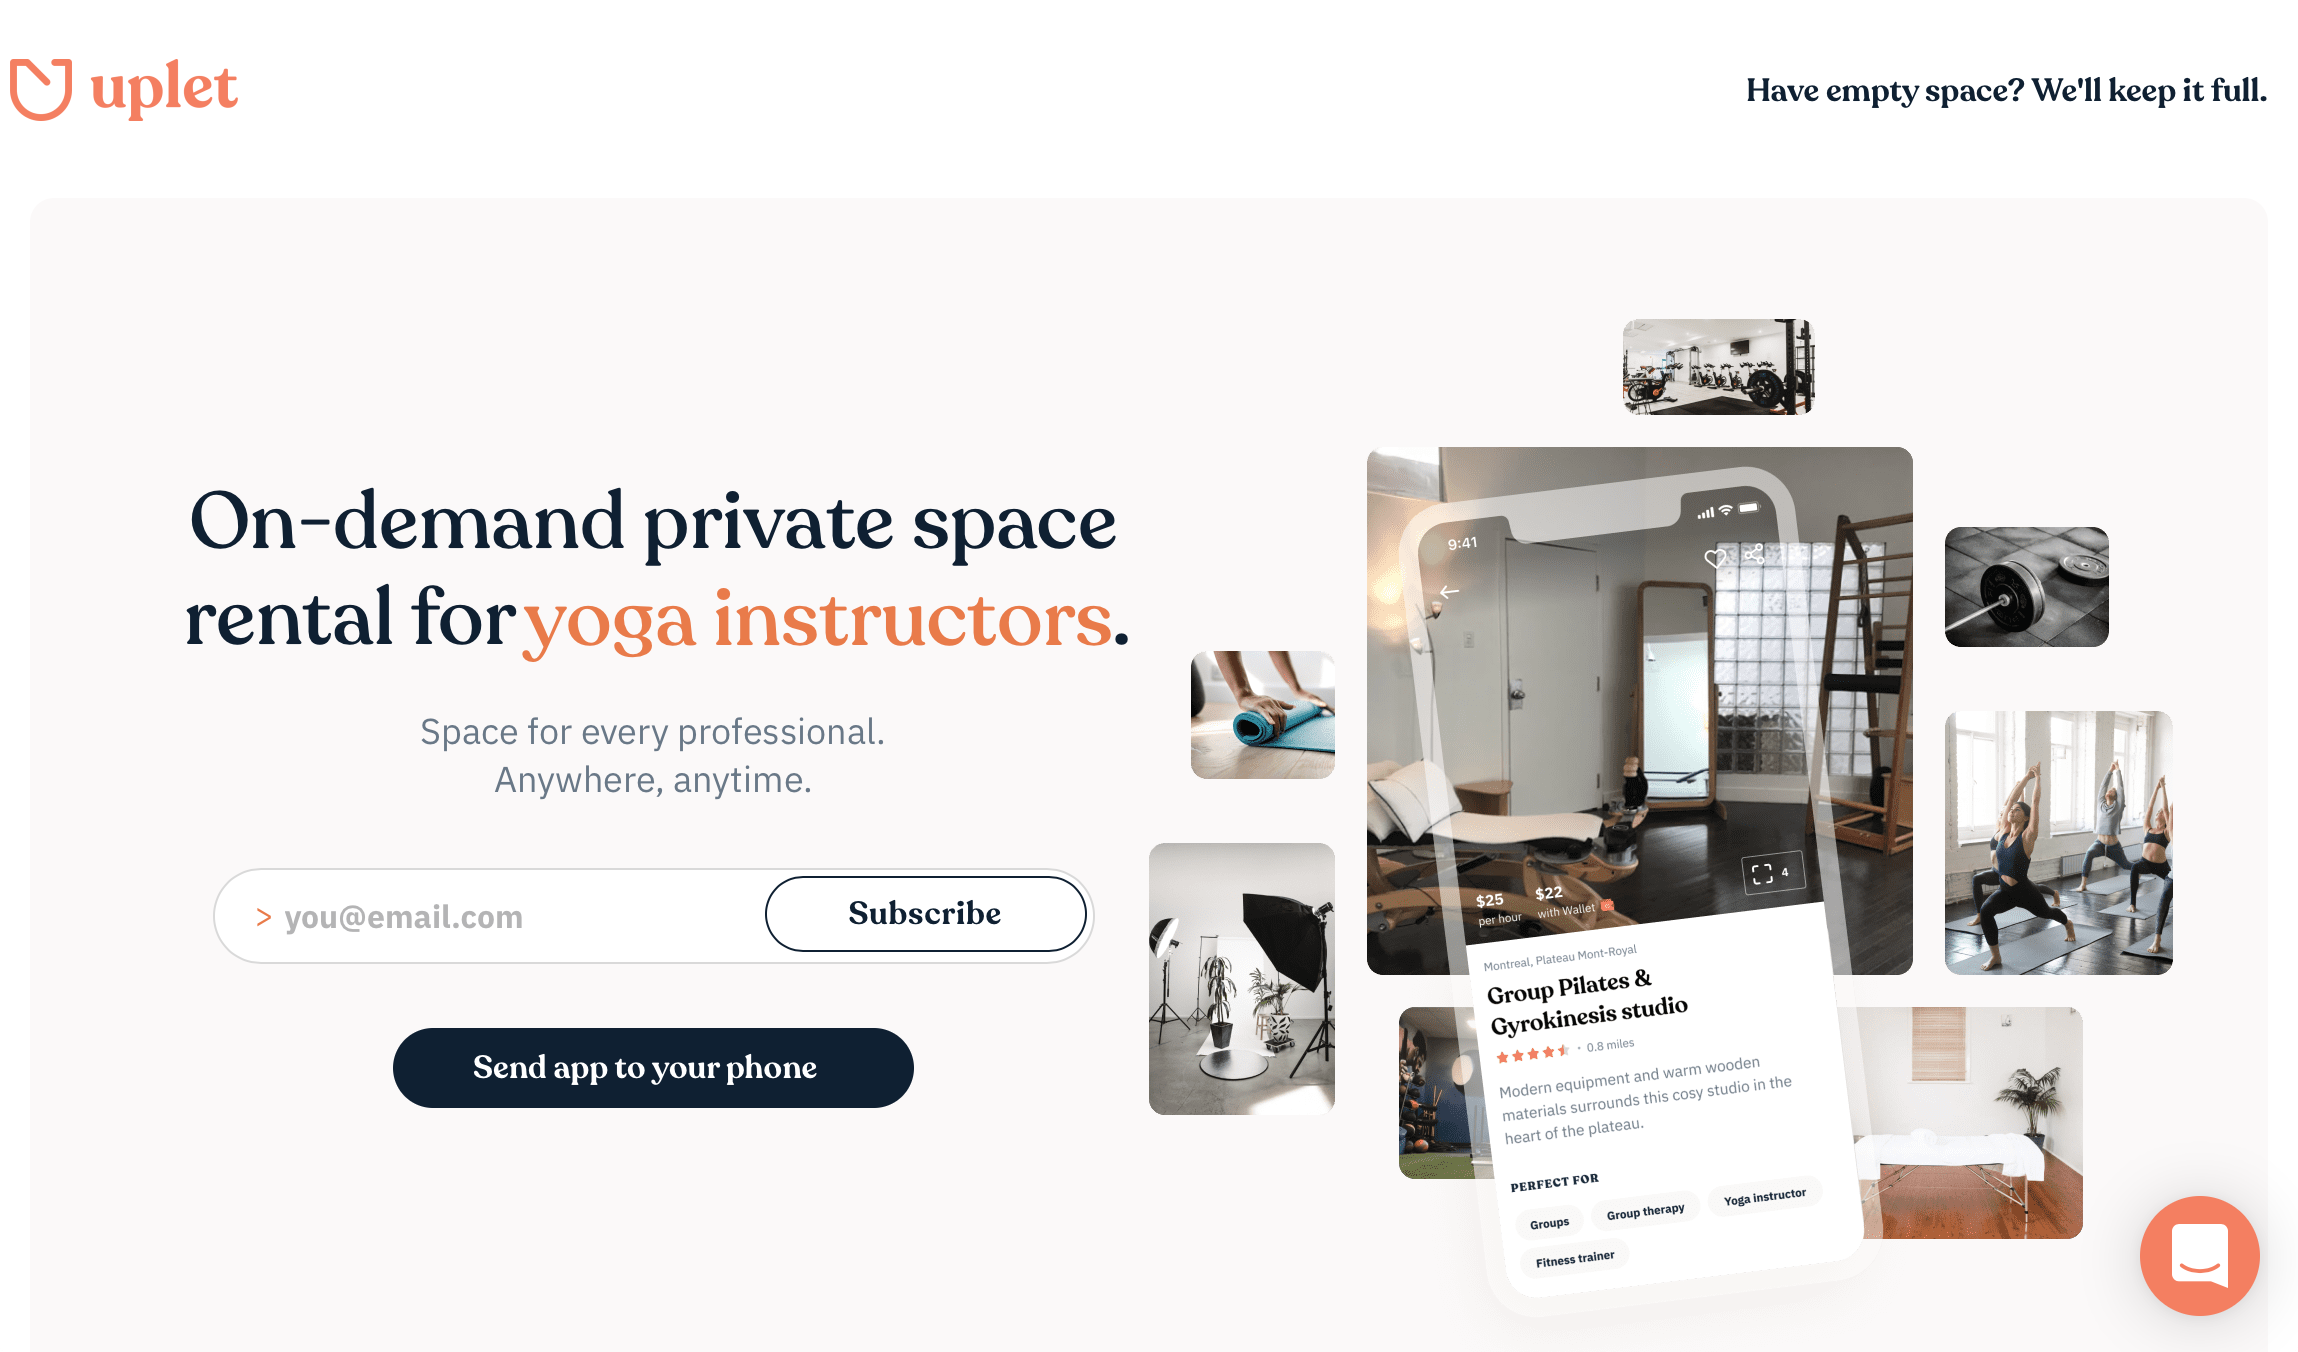 uplet
Have empty space? We'll keep it full.
On-demand private space
rental for yoga instructors.
Space for every professional.
Anywhere, anytime.
> you@email.com
Subscribe
Send app to your phone
9:41
$25
per hour
$22
with Wallet
4
Montreal, Plateau Mont-Royal
Group Pilates &
Gyrokinesis studio
· 0.8 miles
Modern equipment and warm wooden
materials surrounds this cosy studio in the
heart of the plateau.
PERFECT FOR
Groups
Group therapy
Yoga instructor
Fitness trainer